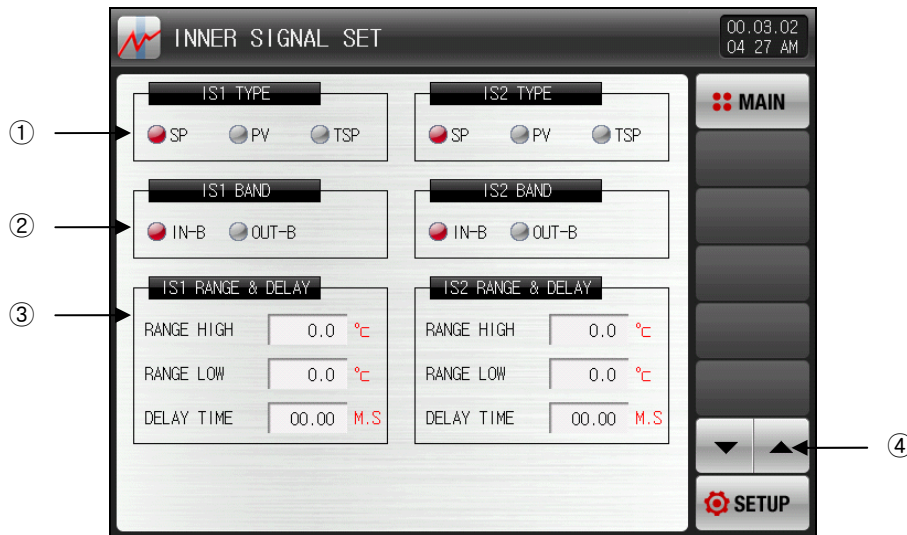 INNER SIGNAL SET
00.03.02
04 27 AM
IS1 TYPE
IS2 TYPE
MAIN
①
SP PV TSP
SP PV TSP
IS1 BAND
IS2 BAND
②
IN-B OUT-B
IN-B OUT-B
IS1 RANGE & DELAY
IS2 RANGE & DELAY
③
RANGE HIGH 0.0 ℃
RANGE HIGH 0.0 ℃
RANGE LOW 0.0 ℃
RANGE LOW 0.0 ℃
DELAY TIME 00.00 M.S
DELAY TIME 00.00 M.S
④
SETUP